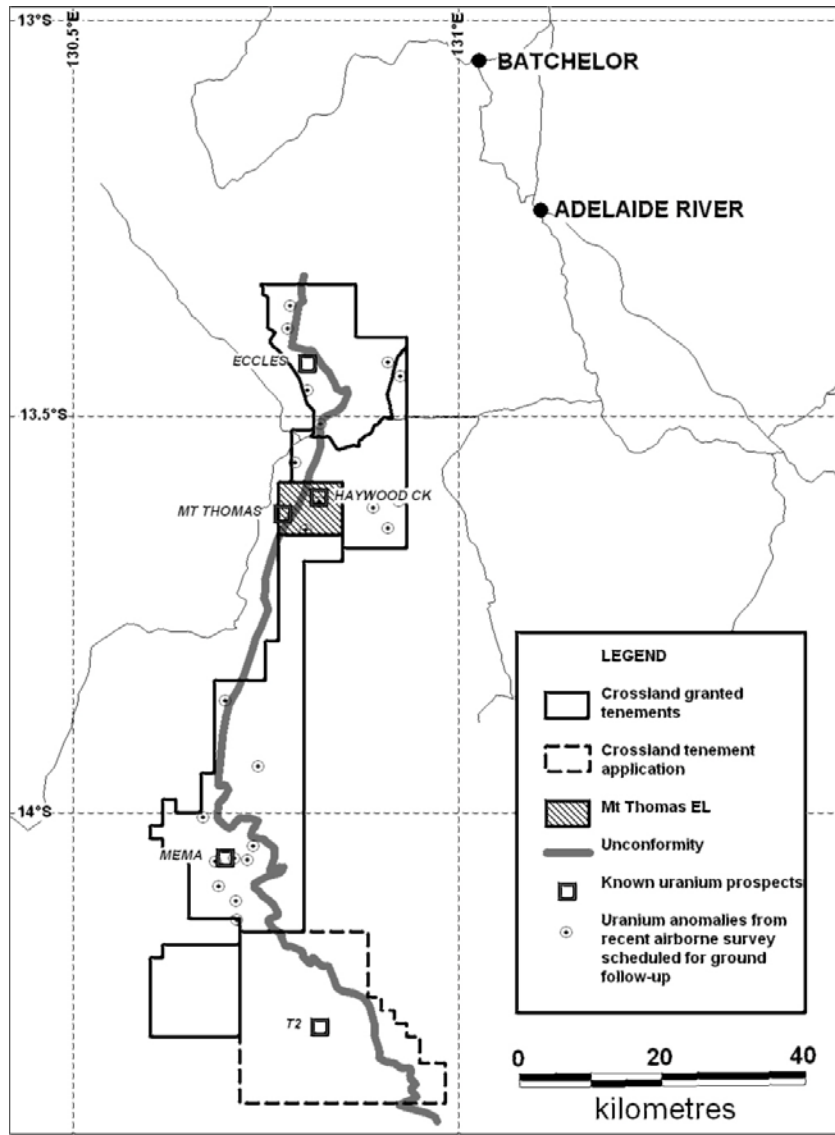 13°S
130.5°E
131°E
BATCHELOR
ADELAIDE RIVER
ECCLES
13.5°S
HAYWOOD CK
MT THOMAS
LEGEND
Crossland granted
tenements
Crossland tenement
application
Mt Thomas EL
14°S
Unconformity
MEMA
Known uranium prospects
Uranium anomalies from
recent airborne survey
scheduled for ground
follow-up
T2
0 20 40
kilometres